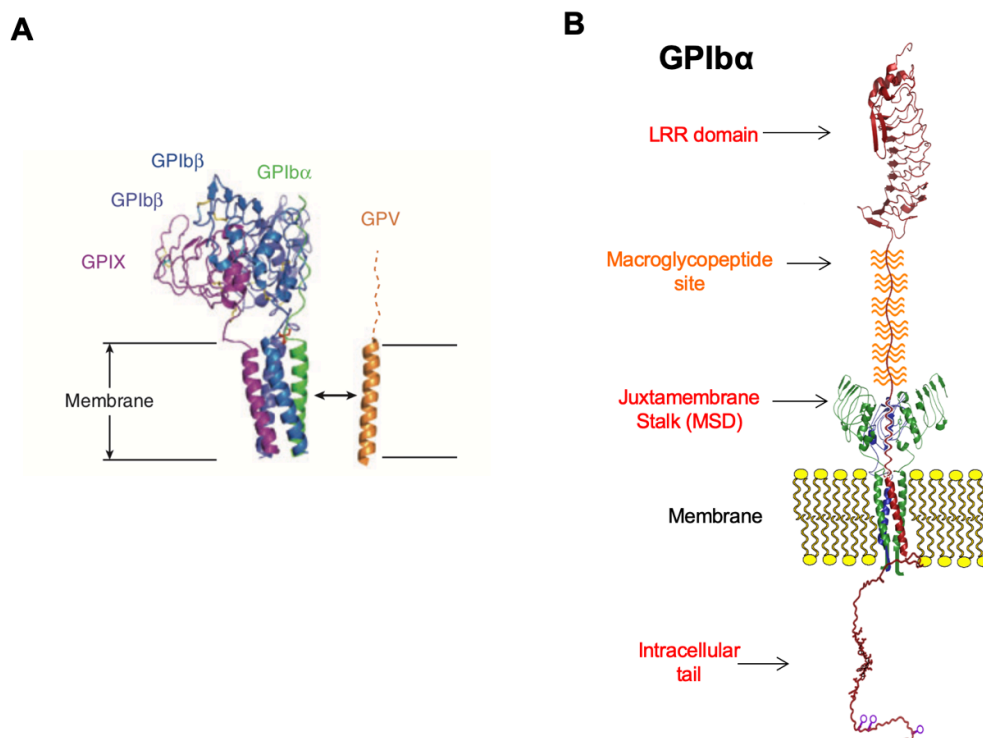 A
GPIbβ
GPIbα
GPIbβ
GPV
GPIX
Membrane
B
GPIbα
LRR domain
Macroglycopeptide
site
Juxtamembrane
Stalk (MSD)
Membrane
Intracellular
tail